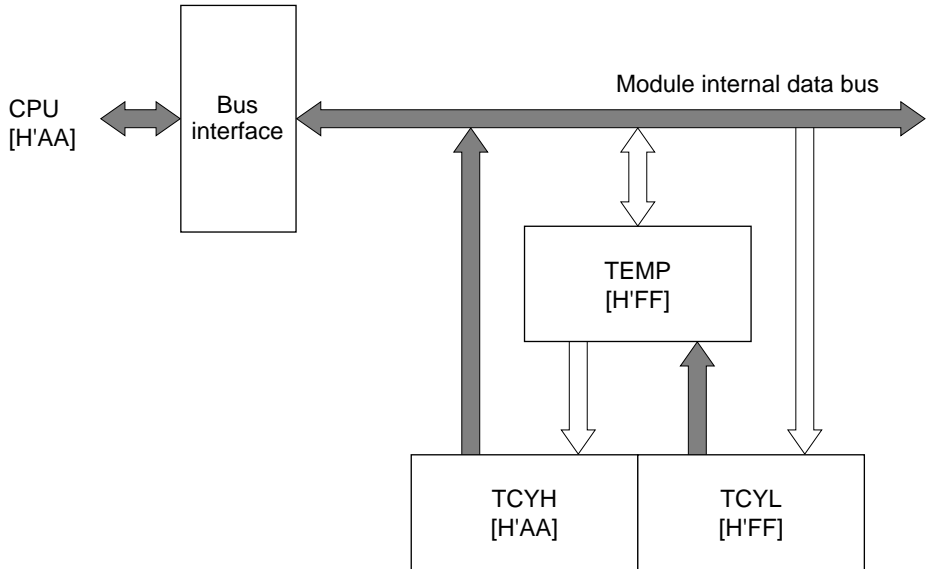 Module internal data bus
CPU
[H'AA]
Bus
interface
TEMP
[H'FF]
TCYH
[H'AA]
TCYL
[H'FF]